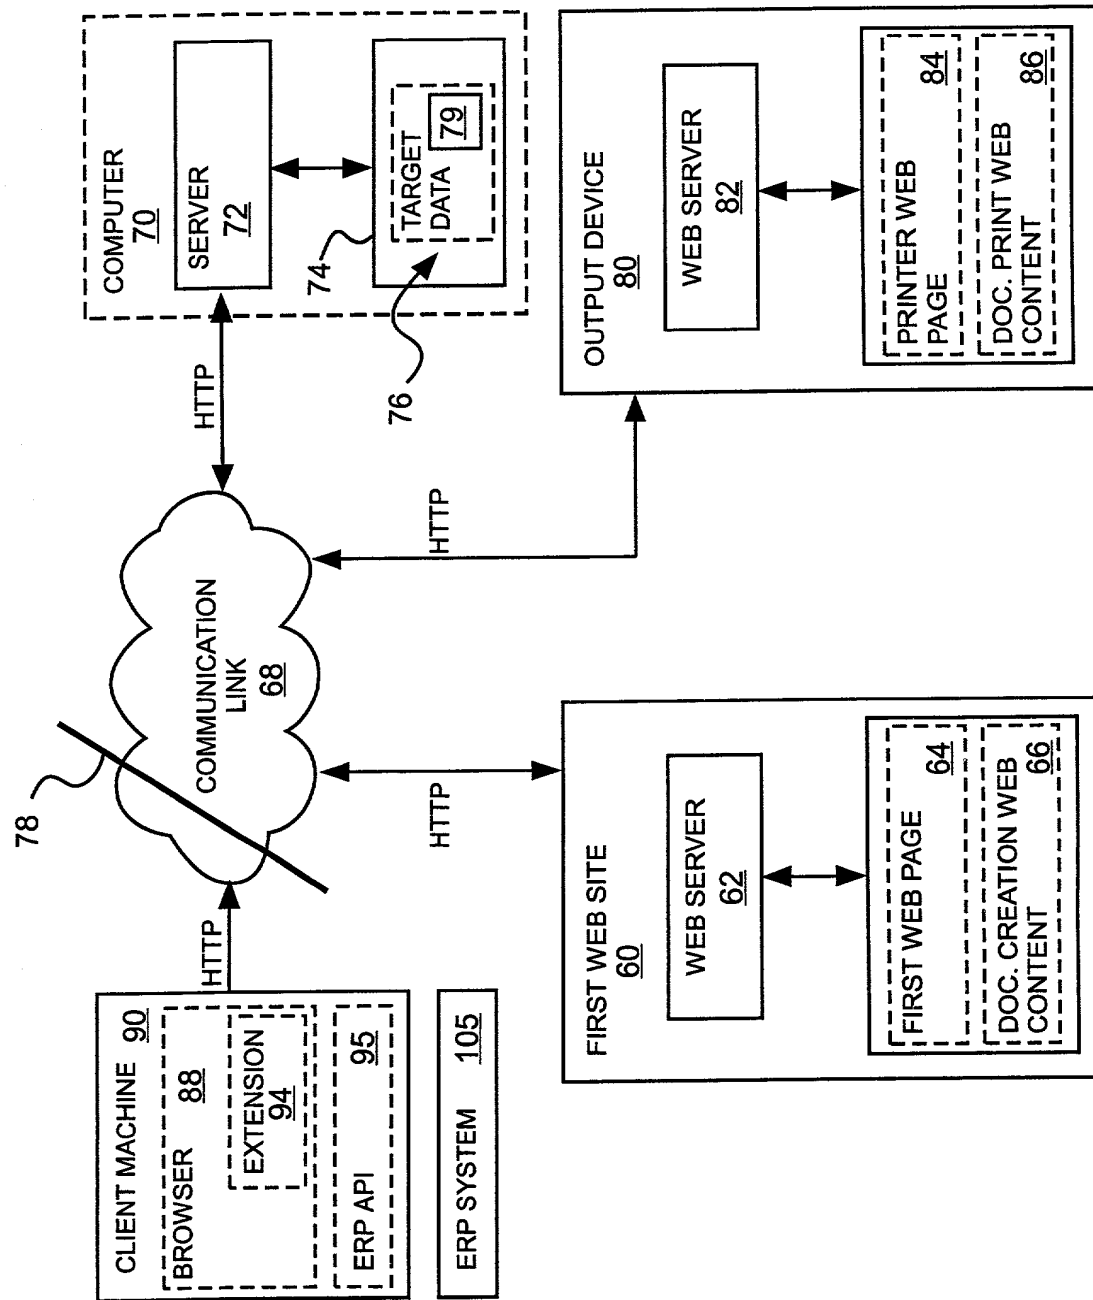 CLIENT MACHINE 90
BROWSER 88
EXTENSION
94
ERP API 95
ERP SYSTEM 105
HTTP
78
COMMUNICATION
LINK
68
HTTP
COMPUTER
70
SERVER
72
74
TARGET
DATA
79
76
HTTP
HTTP
FIRST WEB SITE
60
WEB SERVER
62
FIRST WEB PAGE 64
DOC. CREATION WEB
CONTENT 66
OUTPUT DEVICE
80
WEB SERVER
82
PRINTER WEB
PAGE 84
DOC. PRINT WEB
CONTENT 86